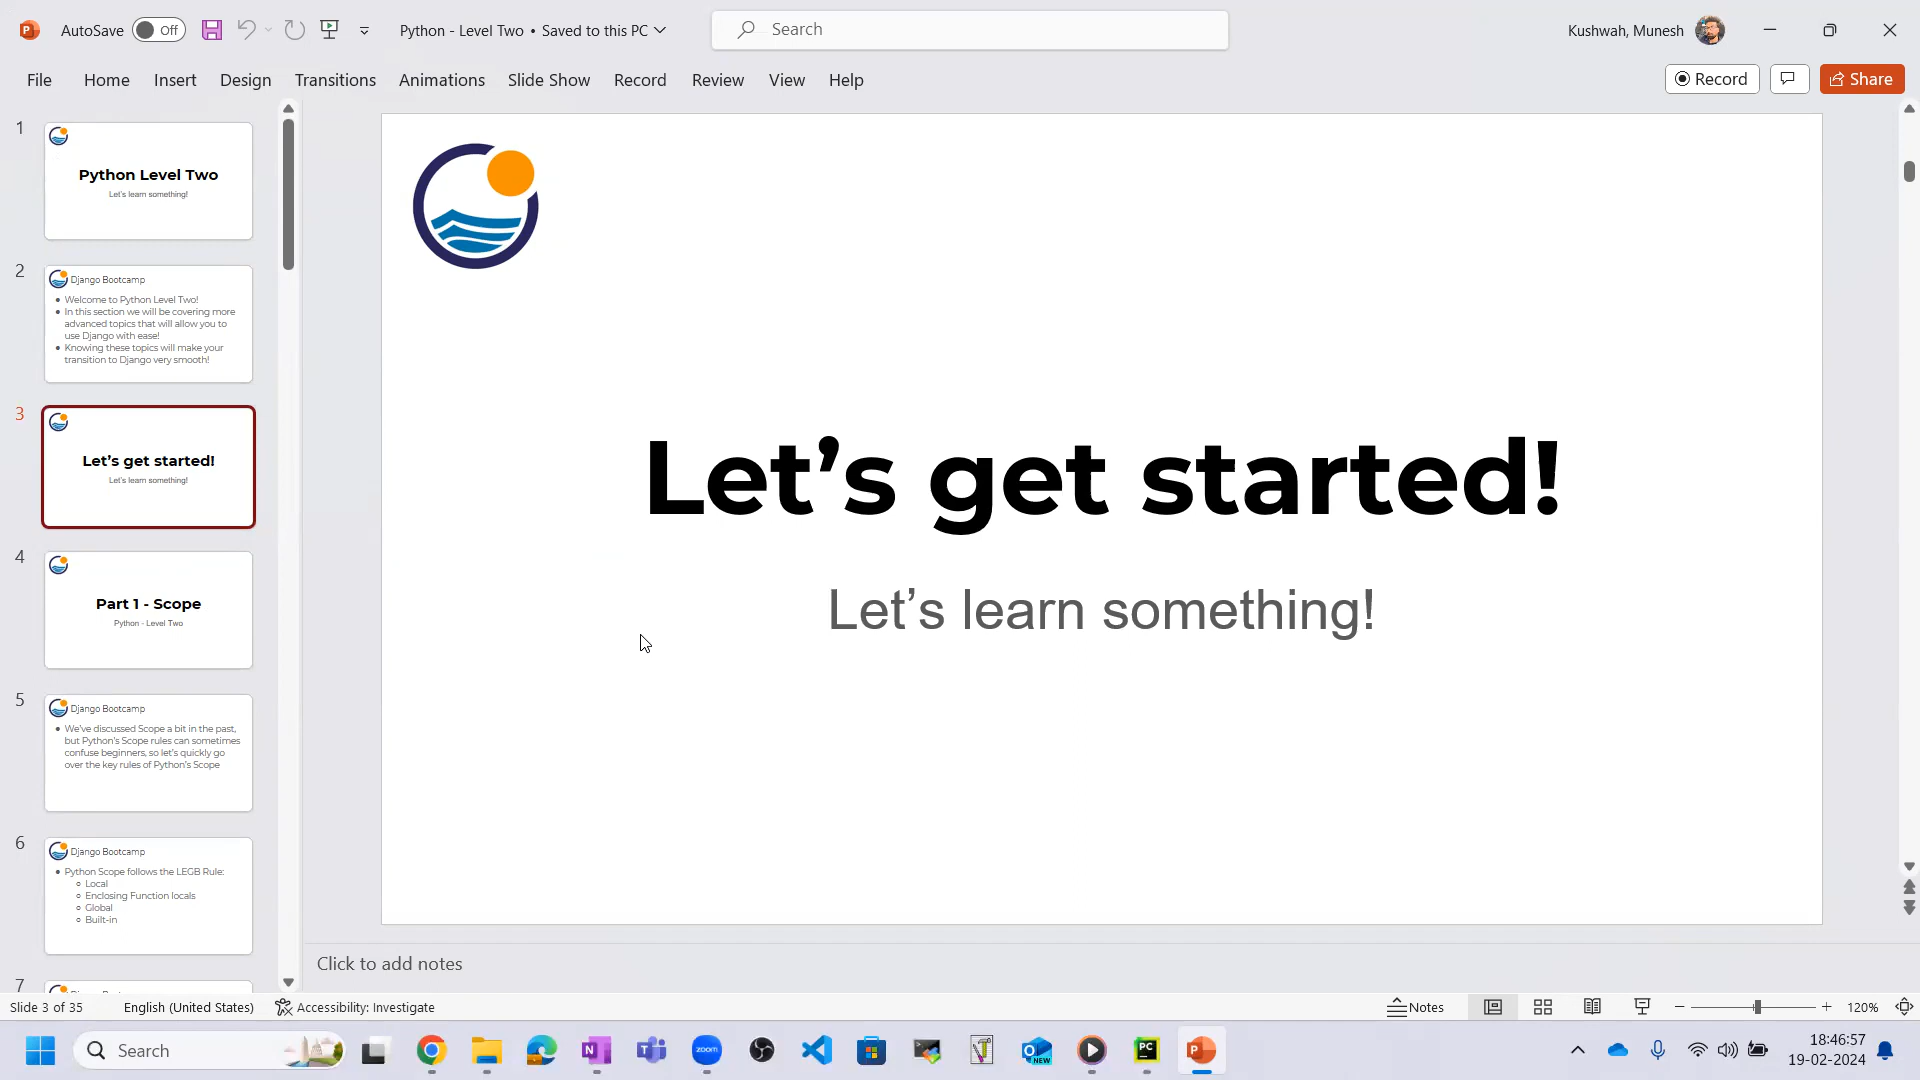 AutoSave Off
Python - Level Two • Saved to this PC
Search
Kushwah, Munesh
File Home Insert Design Transitions Animations Slide Show Record Review View Help
Record
Share
1
Python Level Two
Let's learn something!
2
Django Bootcamp
● Welcome to Python Level Two!
● In this section we will be covering more
advanced topics that will allow you to
use Django with ease!
● Knowing these topics will make your
transition to Django very smooth!
3
Let's get started!
Let's learn something!
4
Part 1 - Scope
Python - Level Two
5
Django Bootcamp
● We've discussed Scope a bit in the past,
but Python's Scope rules can sometimes
confuse beginners, so let's quickly go
over the key rules of Python's Scope
6
Django Bootcamp
● Python Scope follows the LEGB Rule:
○ Local
○ Enclosing Function locals
○ Global
○ Built-in
7
Let’s get started!
Let’s learn something!
Click to add notes
Slide 3 of 35
English (United States)
Accessibility: Investigate
Notes
120%
Search
zoom
NEW
PC
18:46:57
19-02-2024